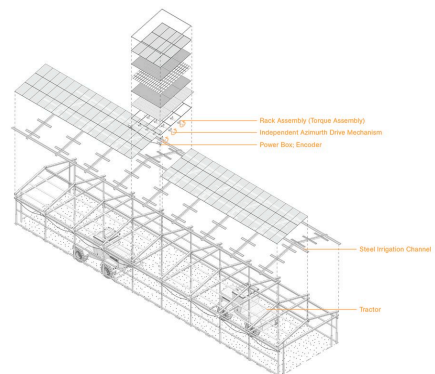 Rack Assembly (Torque Assembly)
Independent Azimurth Drive Mechanism
Power Box; Encoder
Steel Irrigation Channel
Tractor